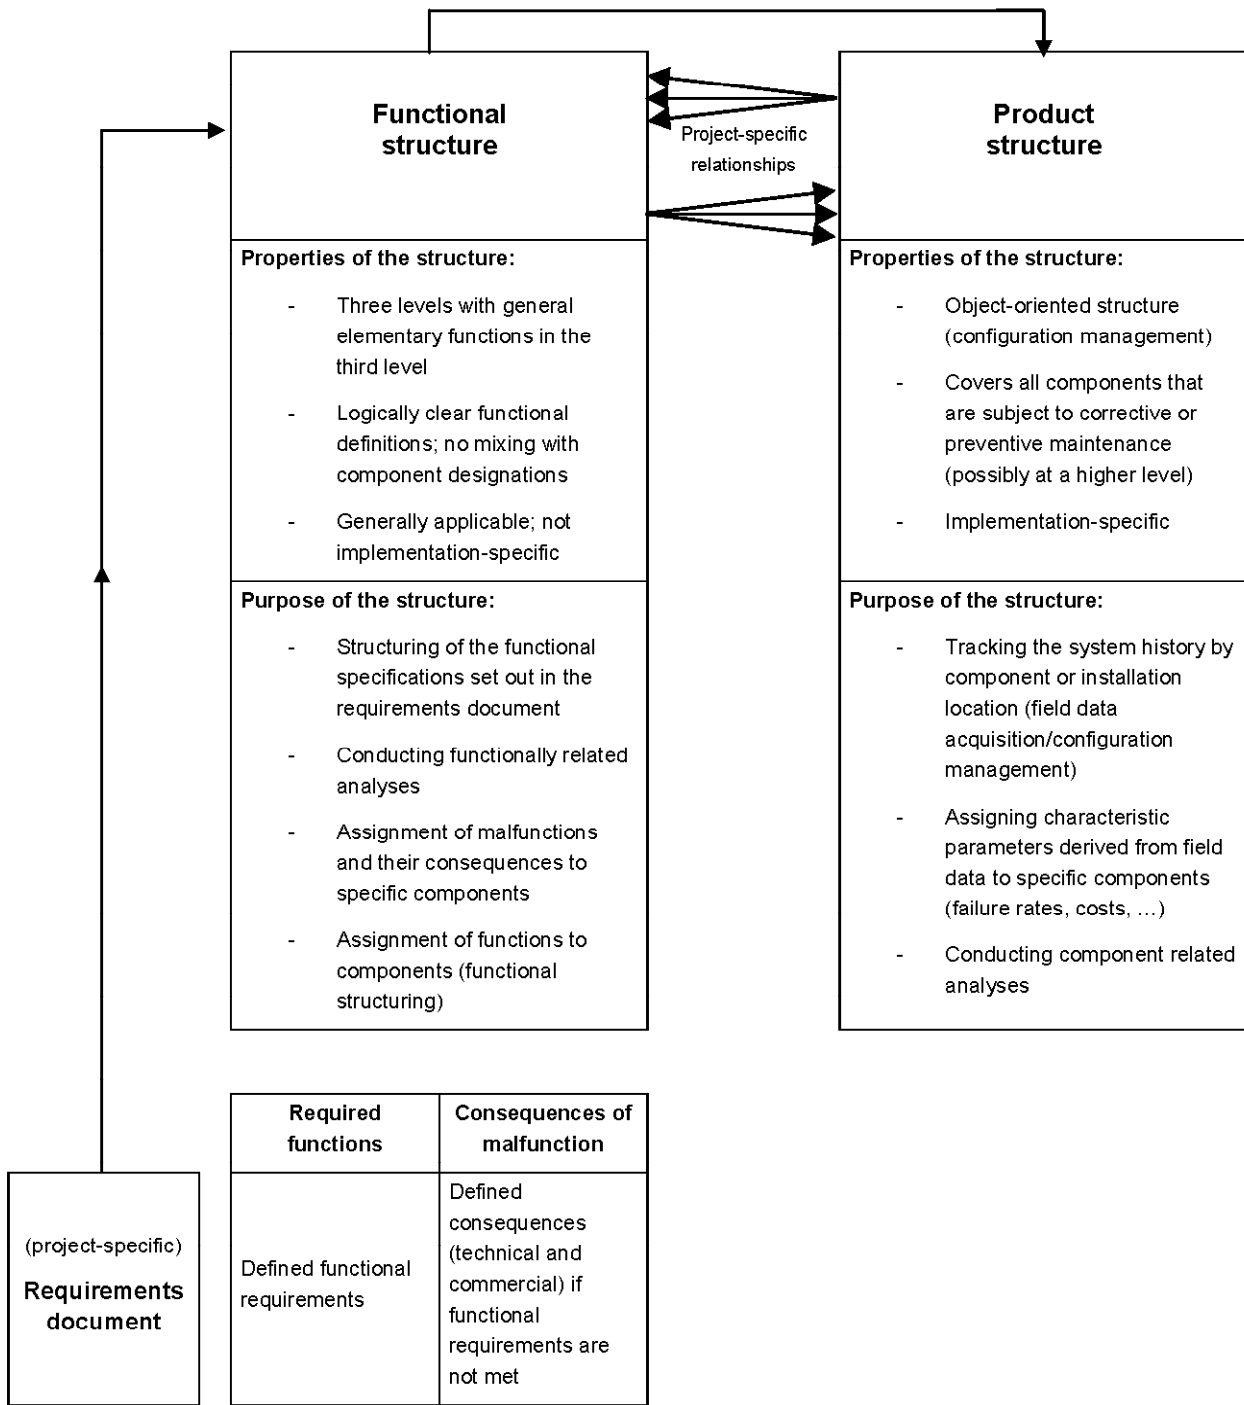 Functional
structure
Project-specific
relationships
Product
structure
Properties of the structure:
- Three levels with general
elementary functions in the
third level
- Logically clear functional
definitions; no mixing with
component designations
- Generally applicable; not
implementation-specific
Purpose of the structure:
- Structuring of the functional
specifications set out in the
requirements document
- Conducting functionally related
analyses
- Assignment of malfunctions
and their consequences to
specific components
- Assignment of functions to
components (functional
structuring)
Properties of the structure:
- Object-oriented structure
(configuration management)
- Covers all components that
are subject to corrective or
preventive maintenance
(possibly at a higher level)
- Implementation-specific
Purpose of the structure:
- Tracking the system history by
component or installation
location (field data
acquisition/configuration
management)
- Assigning characteristic
parameters derived from field
data to specific components
(failure rates, costs, ...)
- Conducting component related
analyses
(project-specific)
Requirements
document
Required
functions
Consequences of
malfunction
Defined functional
requirements
Defined
consequences
(technical and
commercial) if
functional
requirements are
not met